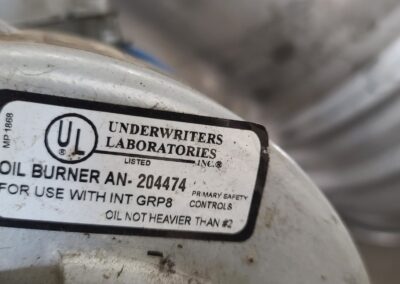 MP 1868
UL
UNDERWRITERS
LABORATORIES
LISTED INC.®
OIL BURNER AN- 204474
PRIMARY SAFETY
CONTROLS
FOR USE WITH INT GRP8
OIL NOT HEAVIER THAN #2